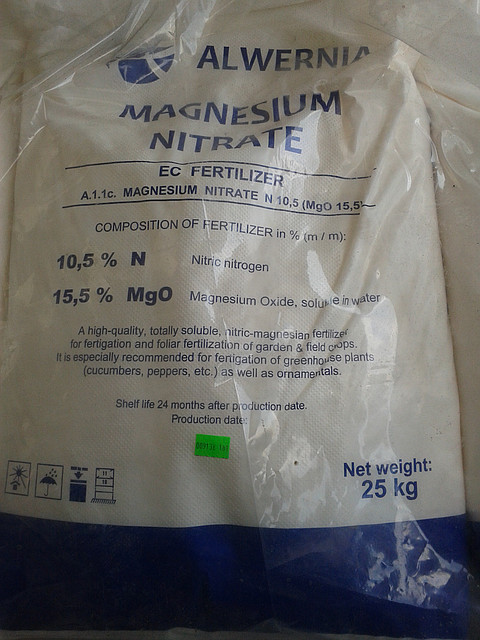 ALWERNIA
MAGNESIUM
NITRATE
EC FERTILIZER
A.1.1c. MAGNESIUM NITRATE N 10,5 (MgO 15,5)
COMPOSITION OF FERTILIZER in % (m / m):
10,5 % N Nitric nitrogen
15,5 % MgO Magnesium Oxide, soluble in water
A high-quality, totally soluble, nitric-magnesian fertilizer
for fertigation and foliar fertilization of garden & field crops.
It is especially recommended for fertigation of greenhouse plants
(cucumbers, peppers, etc.) as well as ornamentals.
Shelf life 24 months after production date.
Production date:
Net weight:
25 kg